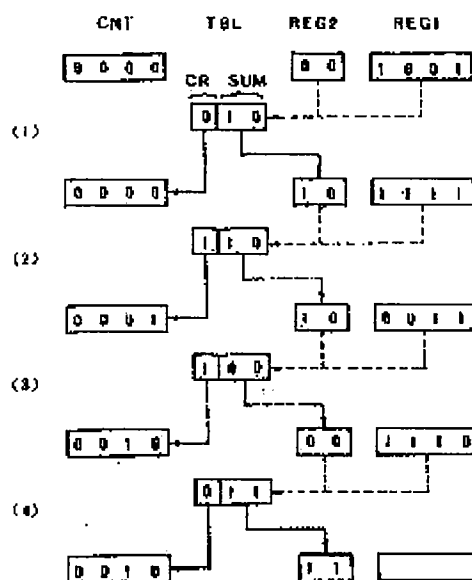 CNT TBL REG2 REG1
0 0 0 0 0 0 1 0 0 1
CR SUM
(1) 0 1 0
0 0 0 0 1 0 1 1 1 1
(2) 1 1 0
0 0 0 1 1 0 0 0 1 1
(3) 1 0 0
0 0 1 0 0 0 1 1 1 0
(4) 0 1 1
0 0 1 0 1 1